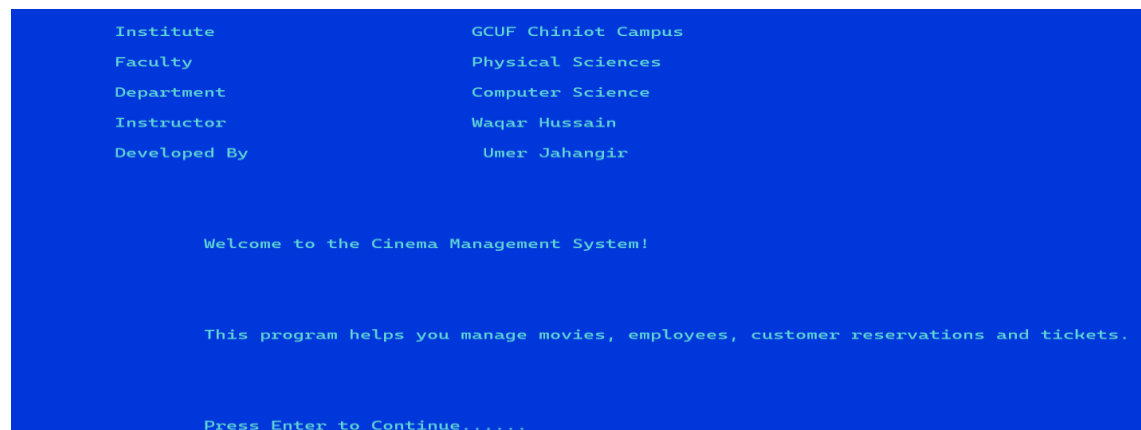 Institute GCUF Chiniot Campus
Faculty Physical Sciences
Department Computer Science
Instructor Waqar Hussain
Developed By Umer Jahangir
Welcome to the Cinema Management System!
This program helps you manage movies, employees, customer reservations and tickets.
Press Enter to Continue......